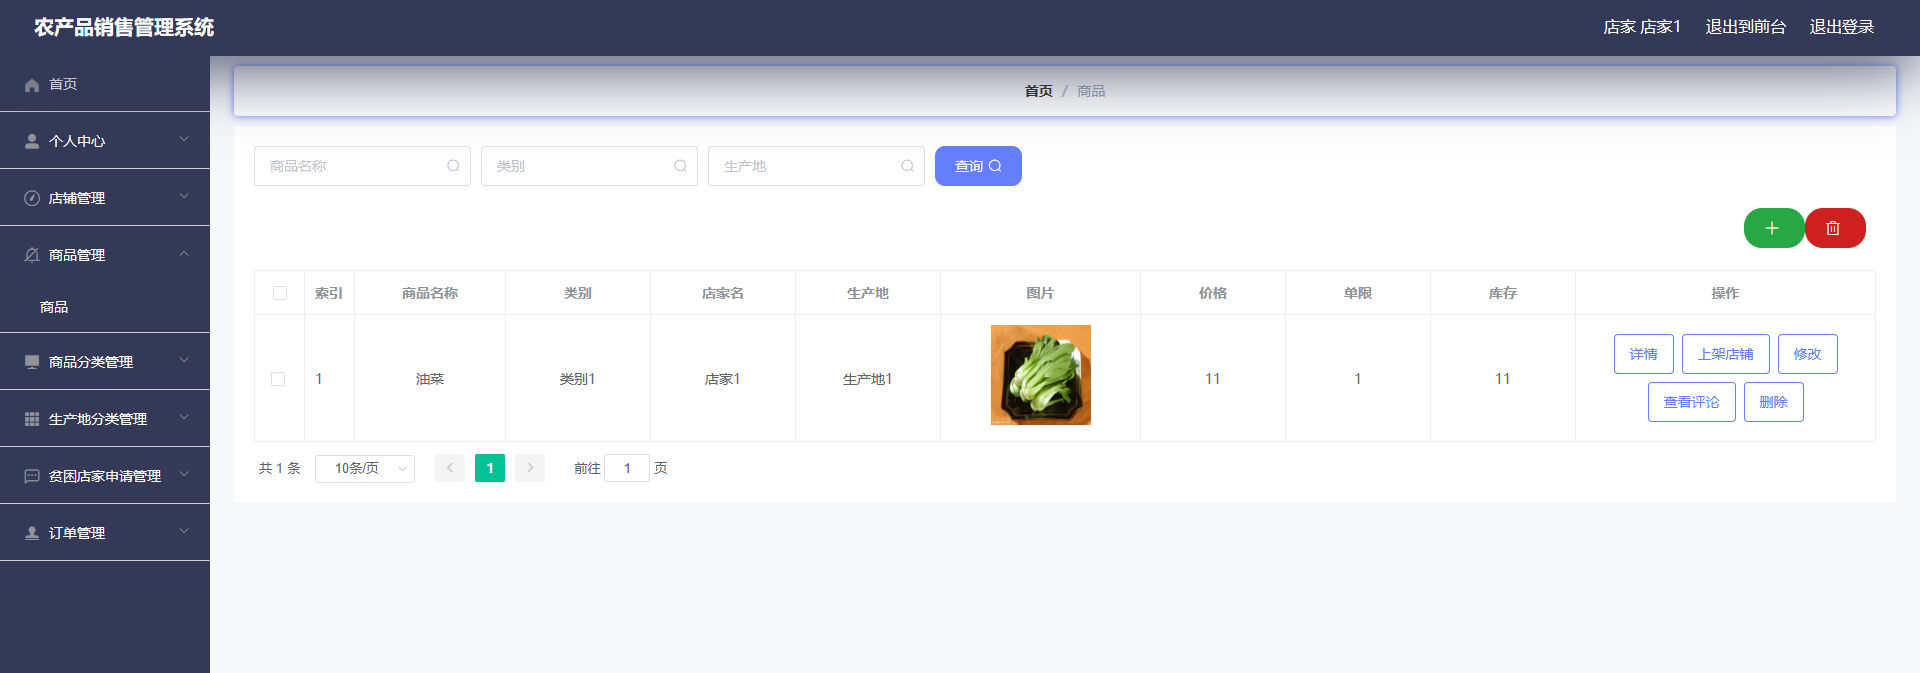 农产品销售管理系统
店家 店家1 退出到前台 退出登录
首页
个人中心
店铺管理
商品管理
商品
商品分类管理
生产地分类管理
贫困店家申请管理
订单管理
首页 / 商品
商品名称 类别 生产地 查询
索引 商品名称 类别 店家名 生产地 图片 价格 单限 库存 操作
1 油菜 类别1 店家1 生产地1 11 1 11
详情 上架店铺 修改
查看评论 删除
共 1 条 10条/页 1 前往 1 页